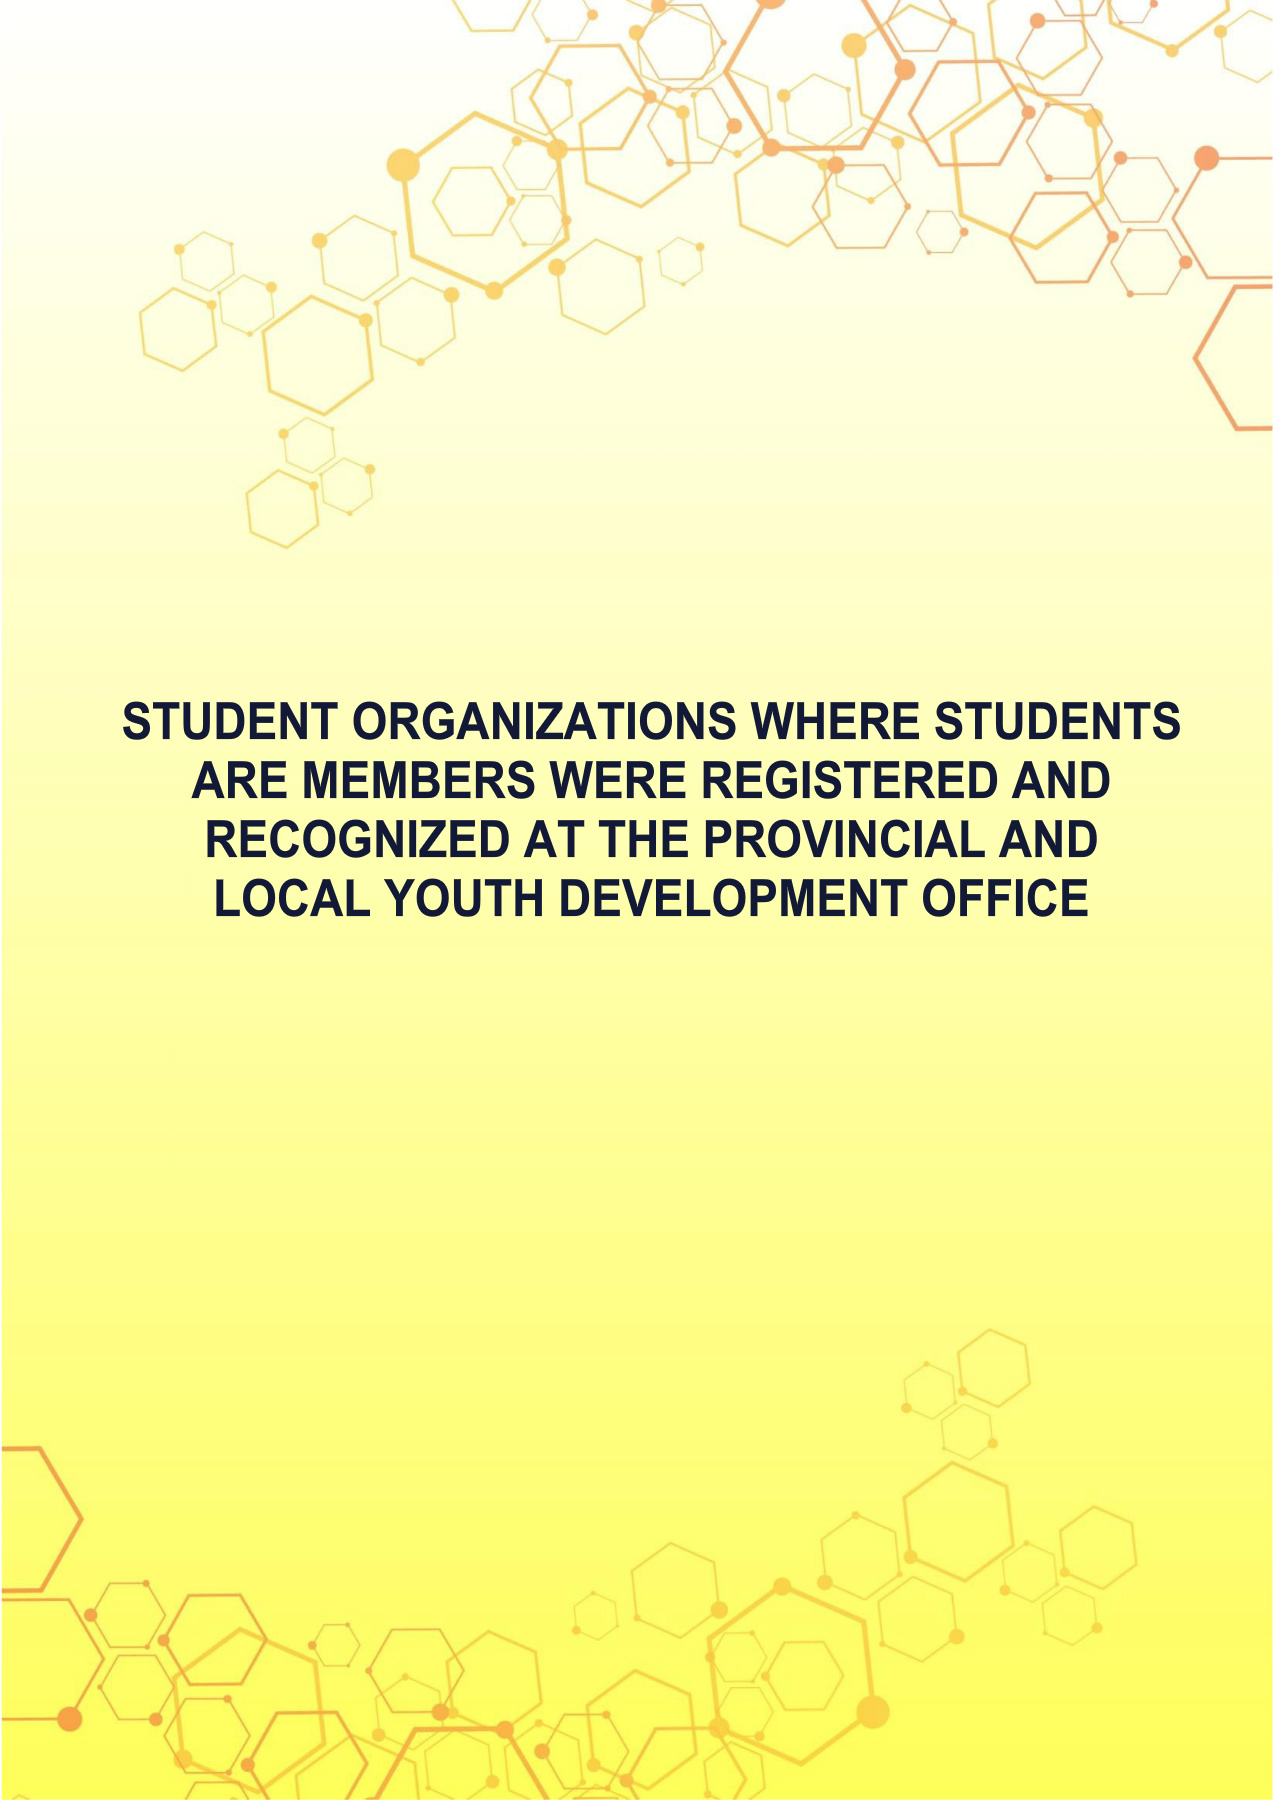 STUDENT ORGANIZATIONS WHERE STUDENTS
ARE MEMBERS WERE REGISTERED AND
RECOGNIZED AT THE PROVINCIAL AND
LOCAL YOUTH DEVELOPMENT OFFICE